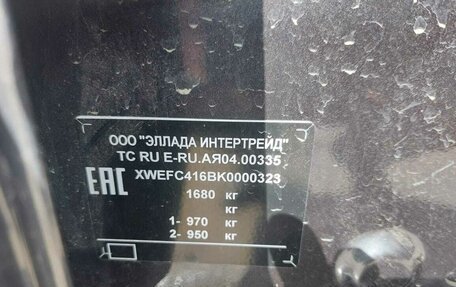 ООО "ЭЛЛАДА ИНТЕРТРЕЙД"
ТС RU E-RU.АЯ04.00335
EAC XWEFC416BK0000323
1680 кг
кг
1- 970 кг
2- 950 кг